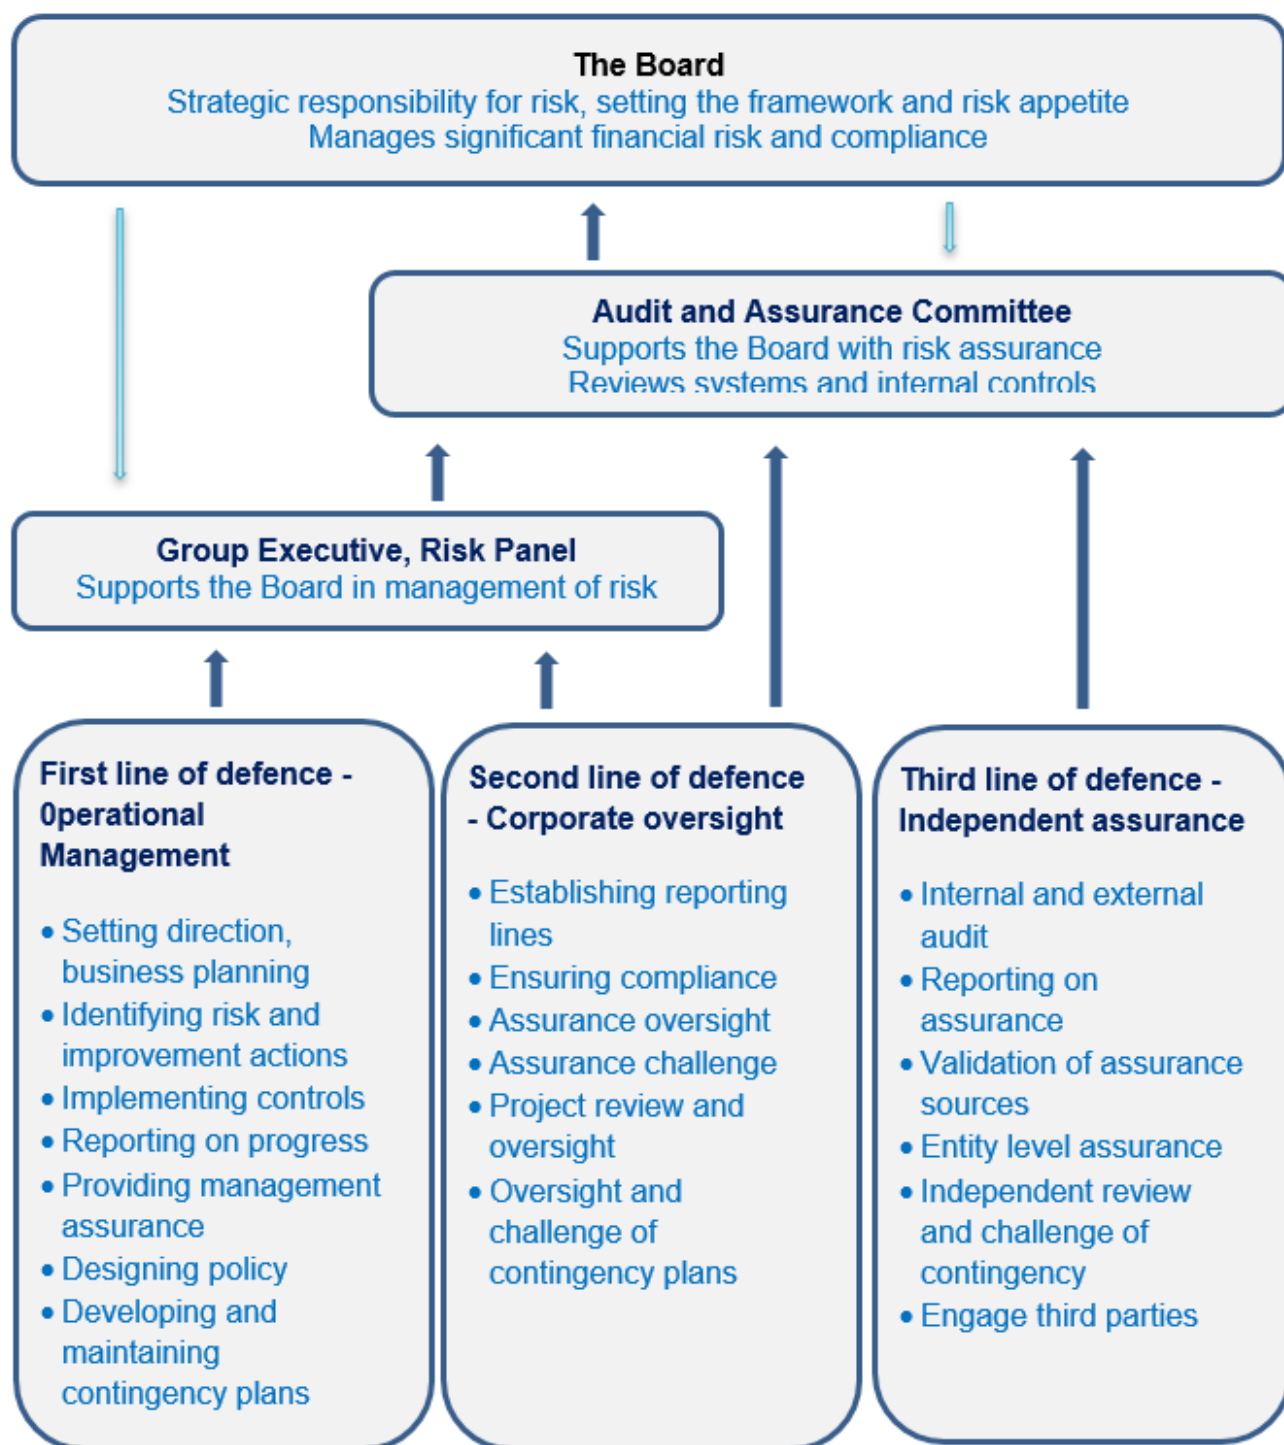 The Board
Strategic responsibility for risk, setting the framework and risk appetite
Manages significant financial risk and compliance
Audit and Assurance Committee
Supports the Board with risk assurance
Reviews systems and internal controls
Group Executive, Risk Panel
Supports the Board in management of risk
First line of defence -
0perational
Management
• Setting direction,
business planning
• Identifying risk and
improvement actions
• Implementing controls
• Reporting on progress
• Providing management
assurance
• Designing policy
• Developing and
maintaining
contingency plans
Second line of defence
- Corporate oversight
• Establishing reporting
lines
• Ensuring compliance
• Assurance oversight
• Assurance challenge
• Project review and
oversight
• Oversight and
challenge of
contingency plans
Third line of defence -
Independent assurance
• Internal and external
audit
• Reporting on
assurance
• Validation of assurance
sources
• Entity level assurance
• Independent review
and challenge of
contingency
• Engage third parties